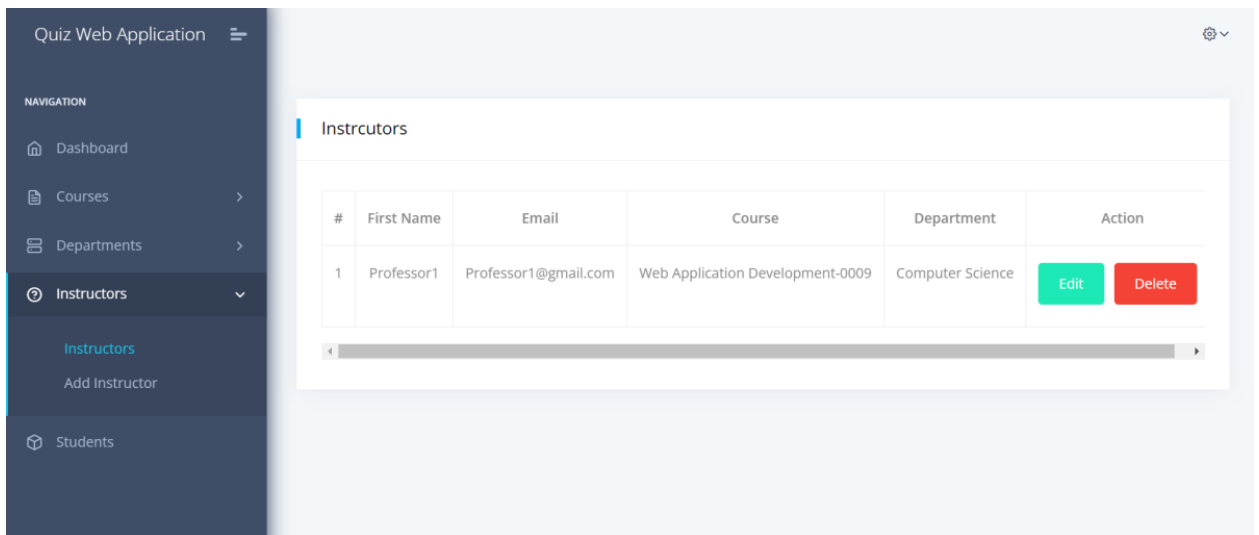 Quiz Web Application
NAVIGATION
Dashboard
Courses
Departments
Instructors
Instructors
Add Instructor
Students
Instrcutors
# First Name Email Course Department Action
1 Professor1 Professor1@gmail.com Web Application Development-0009 Computer Science Edit Delete